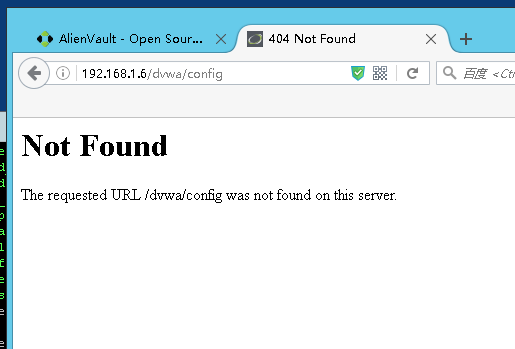 AlienVault - Open Sour...
404 Not Found
192.168.1.6/dvwa/config
百度 <Ct
Not Found
The requested URL /dvwa/config was not found on this server.
e
d
d
_
p
a
l
f
e
s
e
e